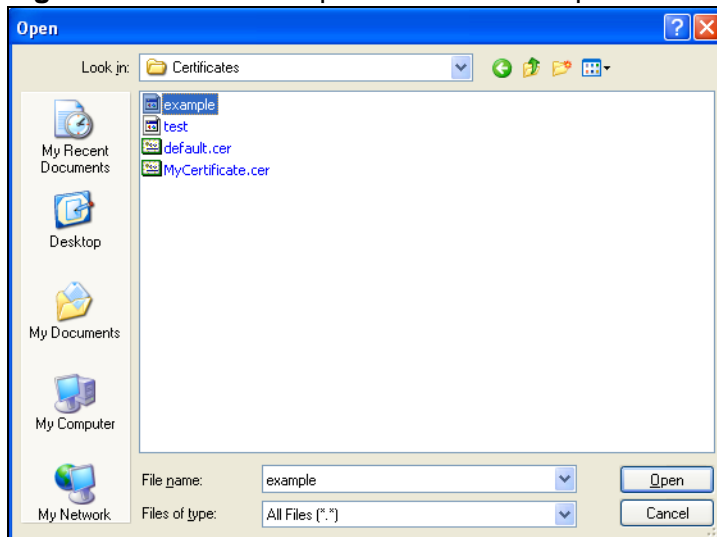 Open
Look in:
Certificates
example
test
default.cer
MyCertificate.cer
My Recent
Documents
Desktop
My Documents
My Computer
My Network
File name:
example
Open
Files of type:
All Files (*.*)
Cancel